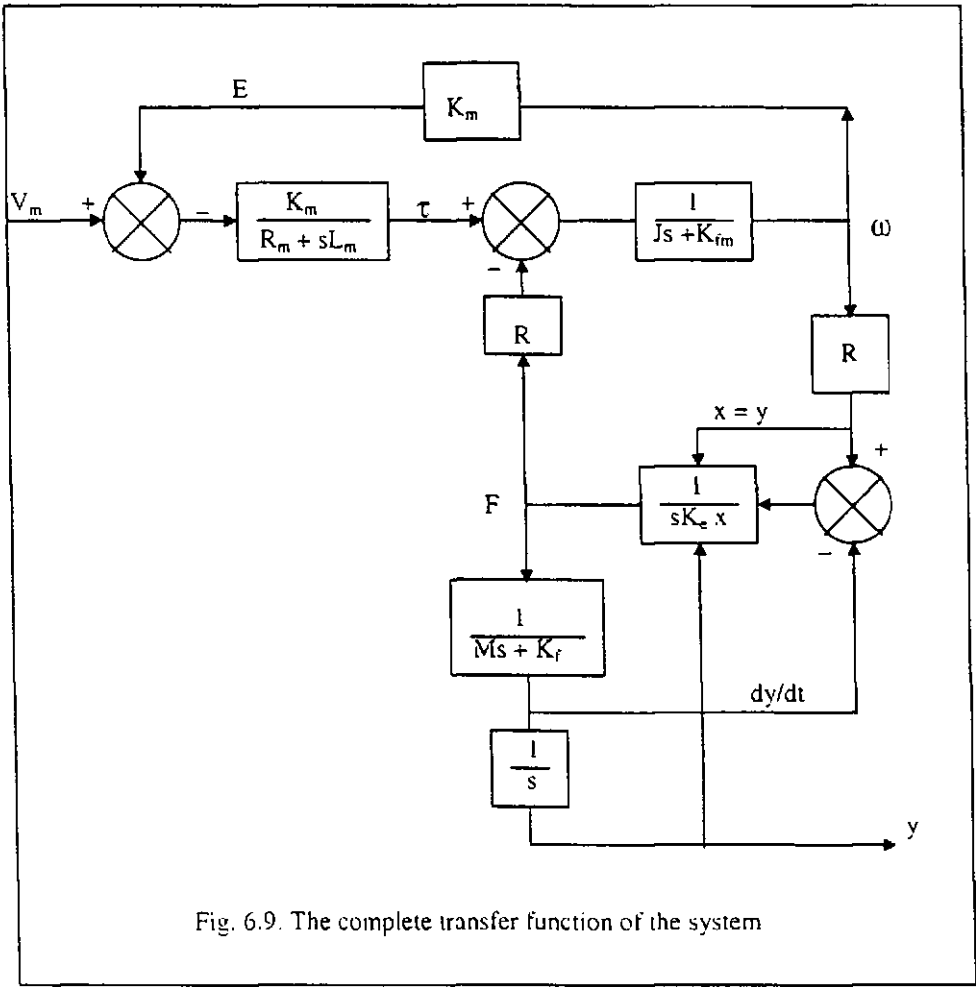 E
K_m
V_m
+
−
K_m
R_m + sL_m
τ
+
−
1
Js + K_fm
ω
R
R
x = y
+
−
1
sK_e x
F
1
Ms + K_f
dy/dt
1
s
y
Fig. 6.9. The complete transfer function of the system